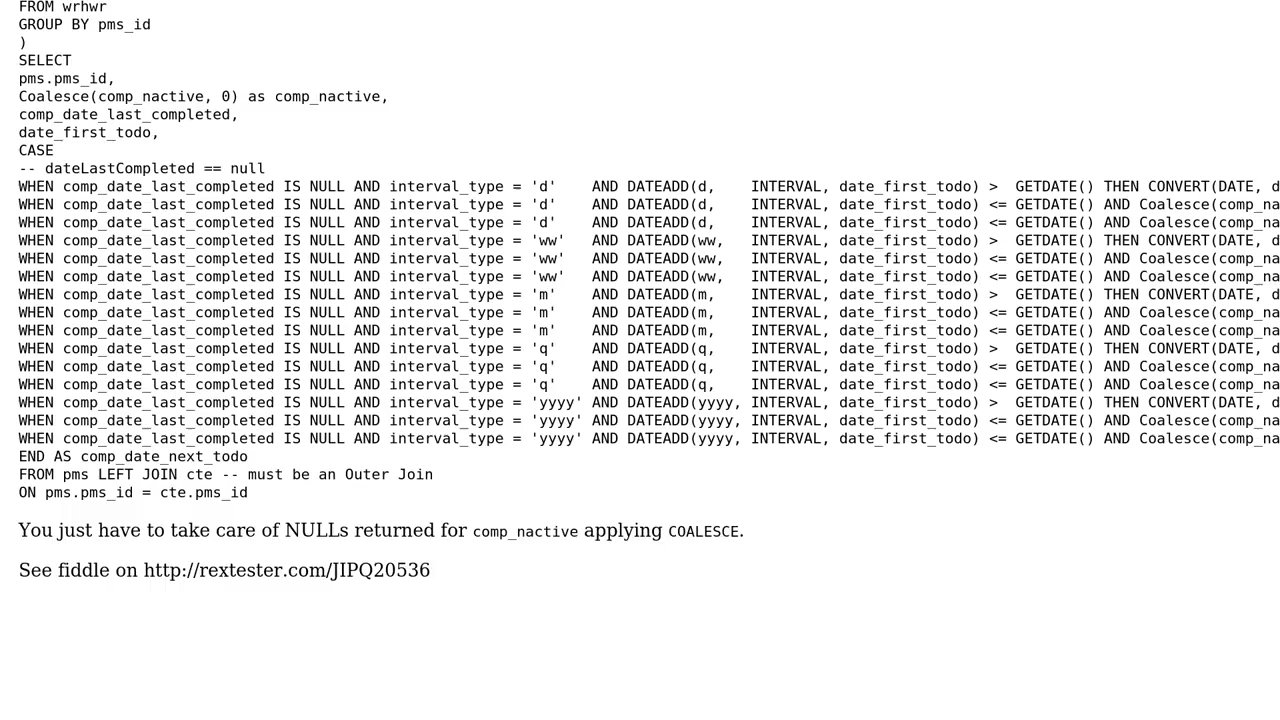 FROM wrhwr
GROUP BY pms_id
)
SELECT
pms.pms_id,
Coalesce(comp_nactive, 0) as comp_nactive,
comp_date_last_completed,
date_first_todo,
CASE
-- dateLastCompleted == null
WHEN comp_date_last_completed IS NULL AND interval_type = 'd'    AND DATEADD(d,    INTERVAL, date_first_todo) >  GETDATE() THEN CONVERT(DATE, d
WHEN comp_date_last_completed IS NULL AND interval_type = 'd'    AND DATEADD(d,    INTERVAL, date_first_todo) <= GETDATE() AND Coalesce(comp_na
WHEN comp_date_last_completed IS NULL AND interval_type = 'd'    AND DATEADD(d,    INTERVAL, date_first_todo) <= GETDATE() AND Coalesce(comp_na
WHEN comp_date_last_completed IS NULL AND interval_type = 'ww'   AND DATEADD(ww,   INTERVAL, date_first_todo) >  GETDATE() THEN CONVERT(DATE, d
WHEN comp_date_last_completed IS NULL AND interval_type = 'ww'   AND DATEADD(ww,   INTERVAL, date_first_todo) <= GETDATE() AND Coalesce(comp_na
WHEN comp_date_last_completed IS NULL AND interval_type = 'ww'   AND DATEADD(ww,   INTERVAL, date_first_todo) <= GETDATE() AND Coalesce(comp_na
WHEN comp_date_last_completed IS NULL AND interval_type = 'm'    AND DATEADD(m,    INTERVAL, date_first_todo) >  GETDATE() THEN CONVERT(DATE, d
WHEN comp_date_last_completed IS NULL AND interval_type = 'm'    AND DATEADD(m,    INTERVAL, date_first_todo) <= GETDATE() AND Coalesce(comp_na
WHEN comp_date_last_completed IS NULL AND interval_type = 'm'    AND DATEADD(m,    INTERVAL, date_first_todo) <= GETDATE() AND Coalesce(comp_na
WHEN comp_date_last_completed IS NULL AND interval_type = 'q'    AND DATEADD(q,    INTERVAL, date_first_todo) >  GETDATE() THEN CONVERT(DATE, d
WHEN comp_date_last_completed IS NULL AND interval_type = 'q'    AND DATEADD(q,    INTERVAL, date_first_todo) <= GETDATE() AND Coalesce(comp_na
WHEN comp_date_last_completed IS NULL AND interval_type = 'q'    AND DATEADD(q,    INTERVAL, date_first_todo) <= GETDATE() AND Coalesce(comp_na
WHEN comp_date_last_completed IS NULL AND interval_type = 'yyyy' AND DATEADD(yyyy, INTERVAL, date_first_todo) >  GETDATE() THEN CONVERT(DATE, d
WHEN comp_date_last_completed IS NULL AND interval_type = 'yyyy' AND DATEADD(yyyy, INTERVAL, date_first_todo) <= GETDATE() AND Coalesce(comp_na
WHEN comp_date_last_completed IS NULL AND interval_type = 'yyyy' AND DATEADD(yyyy, INTERVAL, date_first_todo) <= GETDATE() AND Coalesce(comp_na
END AS comp_date_next_todo
FROM pms LEFT JOIN cte -- must be an Outer Join
ON pms.pms_id = cte.pms_id
You just have to take care of NULLs returned for comp_nactive applying COALESCE.
See fiddle on http://rextester.com/JIPQ20536